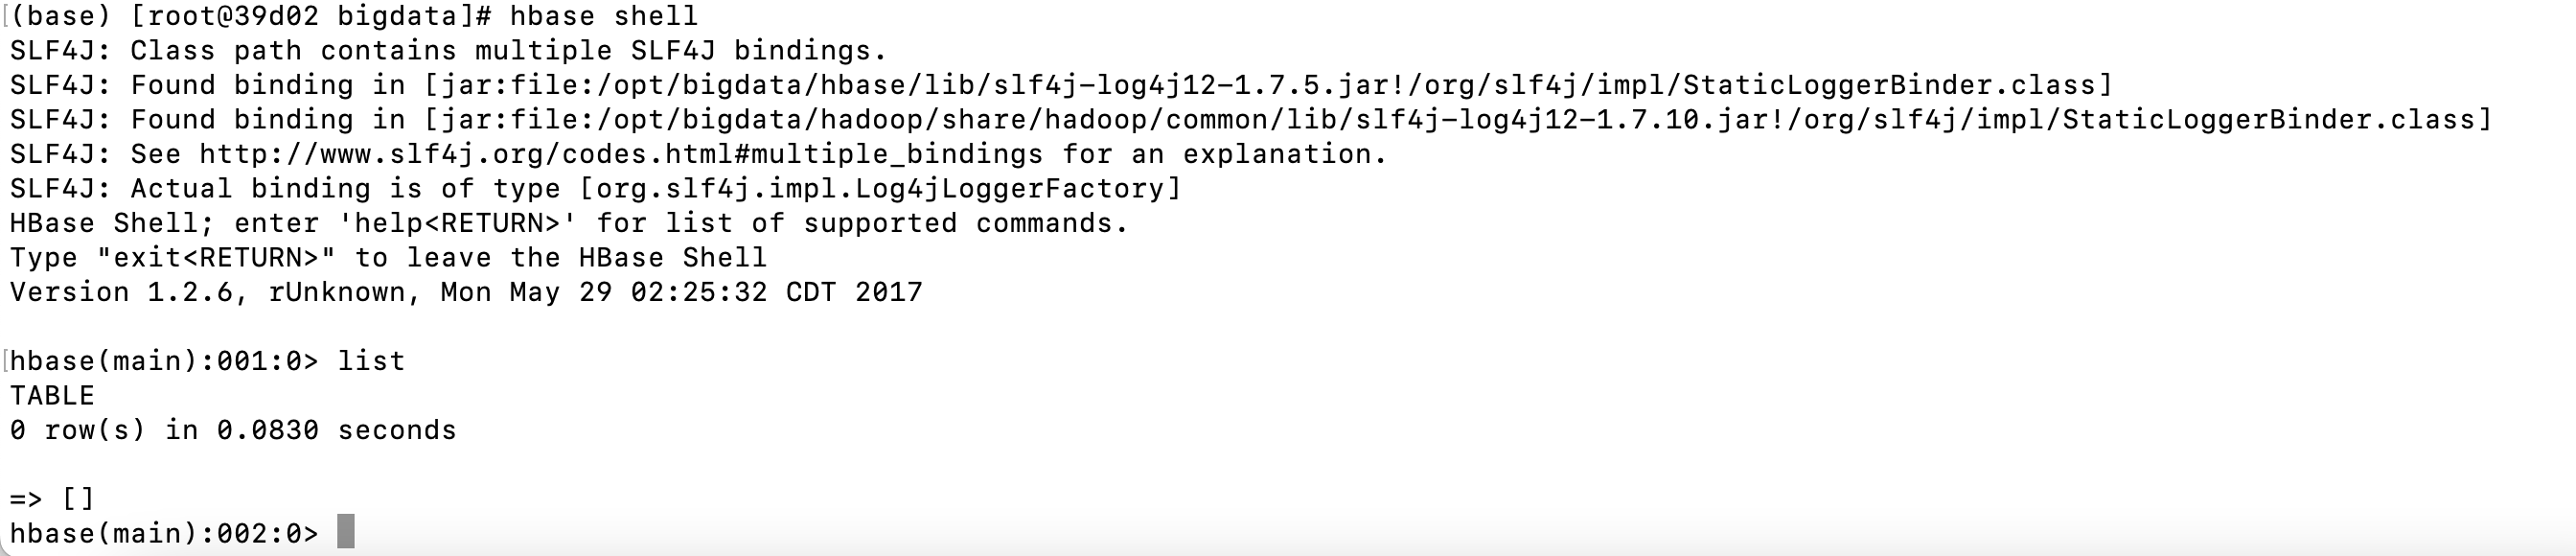 [(base) [root@39d02 bigdata]# hbase shell
SLF4J: Class path contains multiple SLF4J bindings.
SLF4J: Found binding in [jar:file:/opt/bigdata/hbase/lib/slf4j-log4j12-1.7.5.jar!/org/slf4j/impl/StaticLoggerBinder.class]
SLF4J: Found binding in [jar:file:/opt/bigdata/hadoop/share/hadoop/common/lib/slf4j-log4j12-1.7.10.jar!/org/slf4j/impl/StaticLoggerBinder.class]
SLF4J: See http://www.slf4j.org/codes.html#multiple_bindings for an explanation.
SLF4J: Actual binding is of type [org.slf4j.impl.Log4jLoggerFactory]
HBase Shell; enter 'help<RETURN>' for list of supported commands.
Type "exit<RETURN>" to leave the HBase Shell
Version 1.2.6, rUnknown, Mon May 29 02:25:32 CDT 2017
[hbase(main):001:0> list
TABLE
0 row(s) in 0.0830 seconds
=> []
hbase(main):002:0>